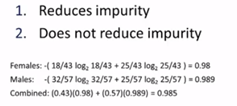 1. Reduces impurity
2. Does not reduce impurity
Females: -( 18/43 log₂ 18/43 + 25/43 log₂ 25/43 ) = 0.98
Males: -( 32/57 log₂ 32/57 + 25/57 log₂ 25/57 ) = 0.989
Combined: (0.43)(0.98) + (0.57)(0.989) = 0.985